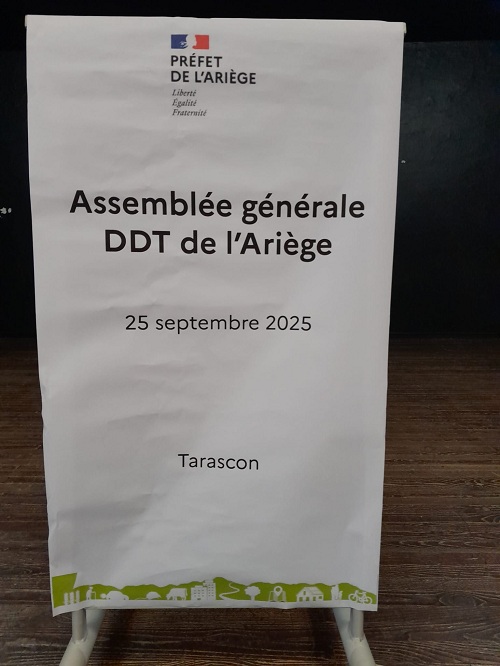 PRÉFET
DE L'ARIÈGE
Liberté
Égalité
Fraternité
Assemblée générale
DDT de l'Ariège
25 septembre 2025
Tarascon